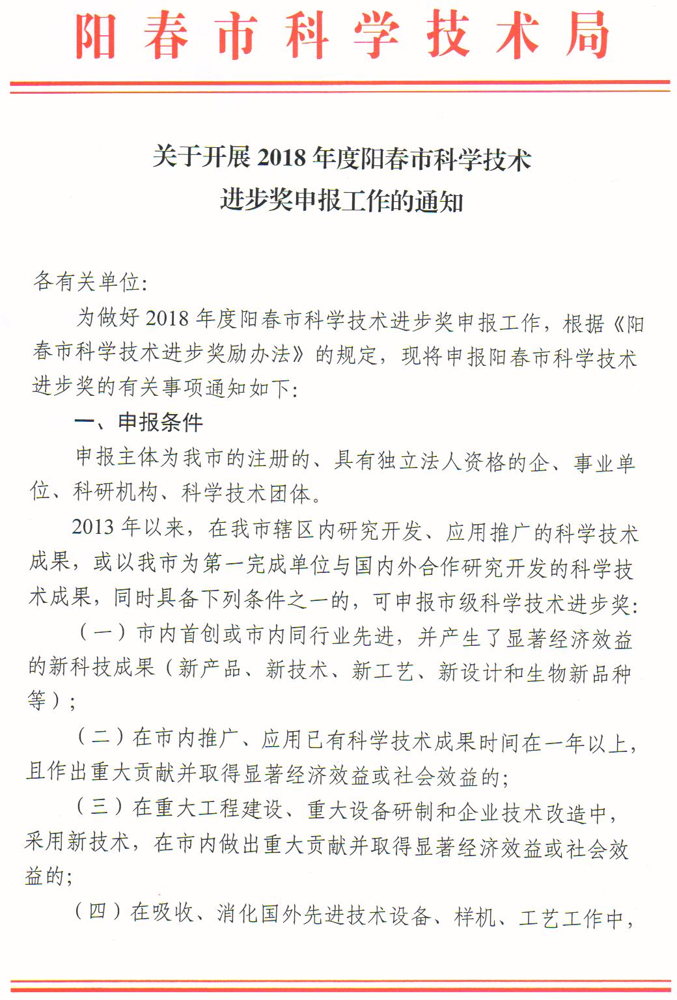 阳春市科学技术局
关于开展 2018 年度阳春市科学技术
进步奖申报工作的通知
各有关单位：
为做好 2018 年度阳春市科学技术进步奖申报工作，根据《阳
春市科学技术进步奖励办法》的规定，现将申报阳春市科学技术
进步奖的有关事项通知如下：
一、申报条件
申报主体为我市的注册的、具有独立法人资格的企、事业单
位、科研机构、科学技术团体。
2013 年以来，在我市辖区内研究开发、应用推广的科学技术
成果，或以我市为第一完成单位与国内外合作研究开发的科学技
术成果，同时具备下列条件之一的，可申报市级科学技术进步奖：
（一）市内首创或市内同行业先进，并产生了显著经济效益
的新科技成果（新产品、新技术、新工艺、新设计和生物新品种
等）；
（二）在市内推广、应用已有科学技术成果时间在一年以上，
且作出重大贡献并取得显著经济效益或社会效益的；
（三）在重大工程建设、重大设备研制和企业技术改造中，
采用新技术，在市内做出重大贡献并取得显著经济效益或社会效
益的；
（四）在吸收、消化国外先进技术设备、样机、工艺工作中，